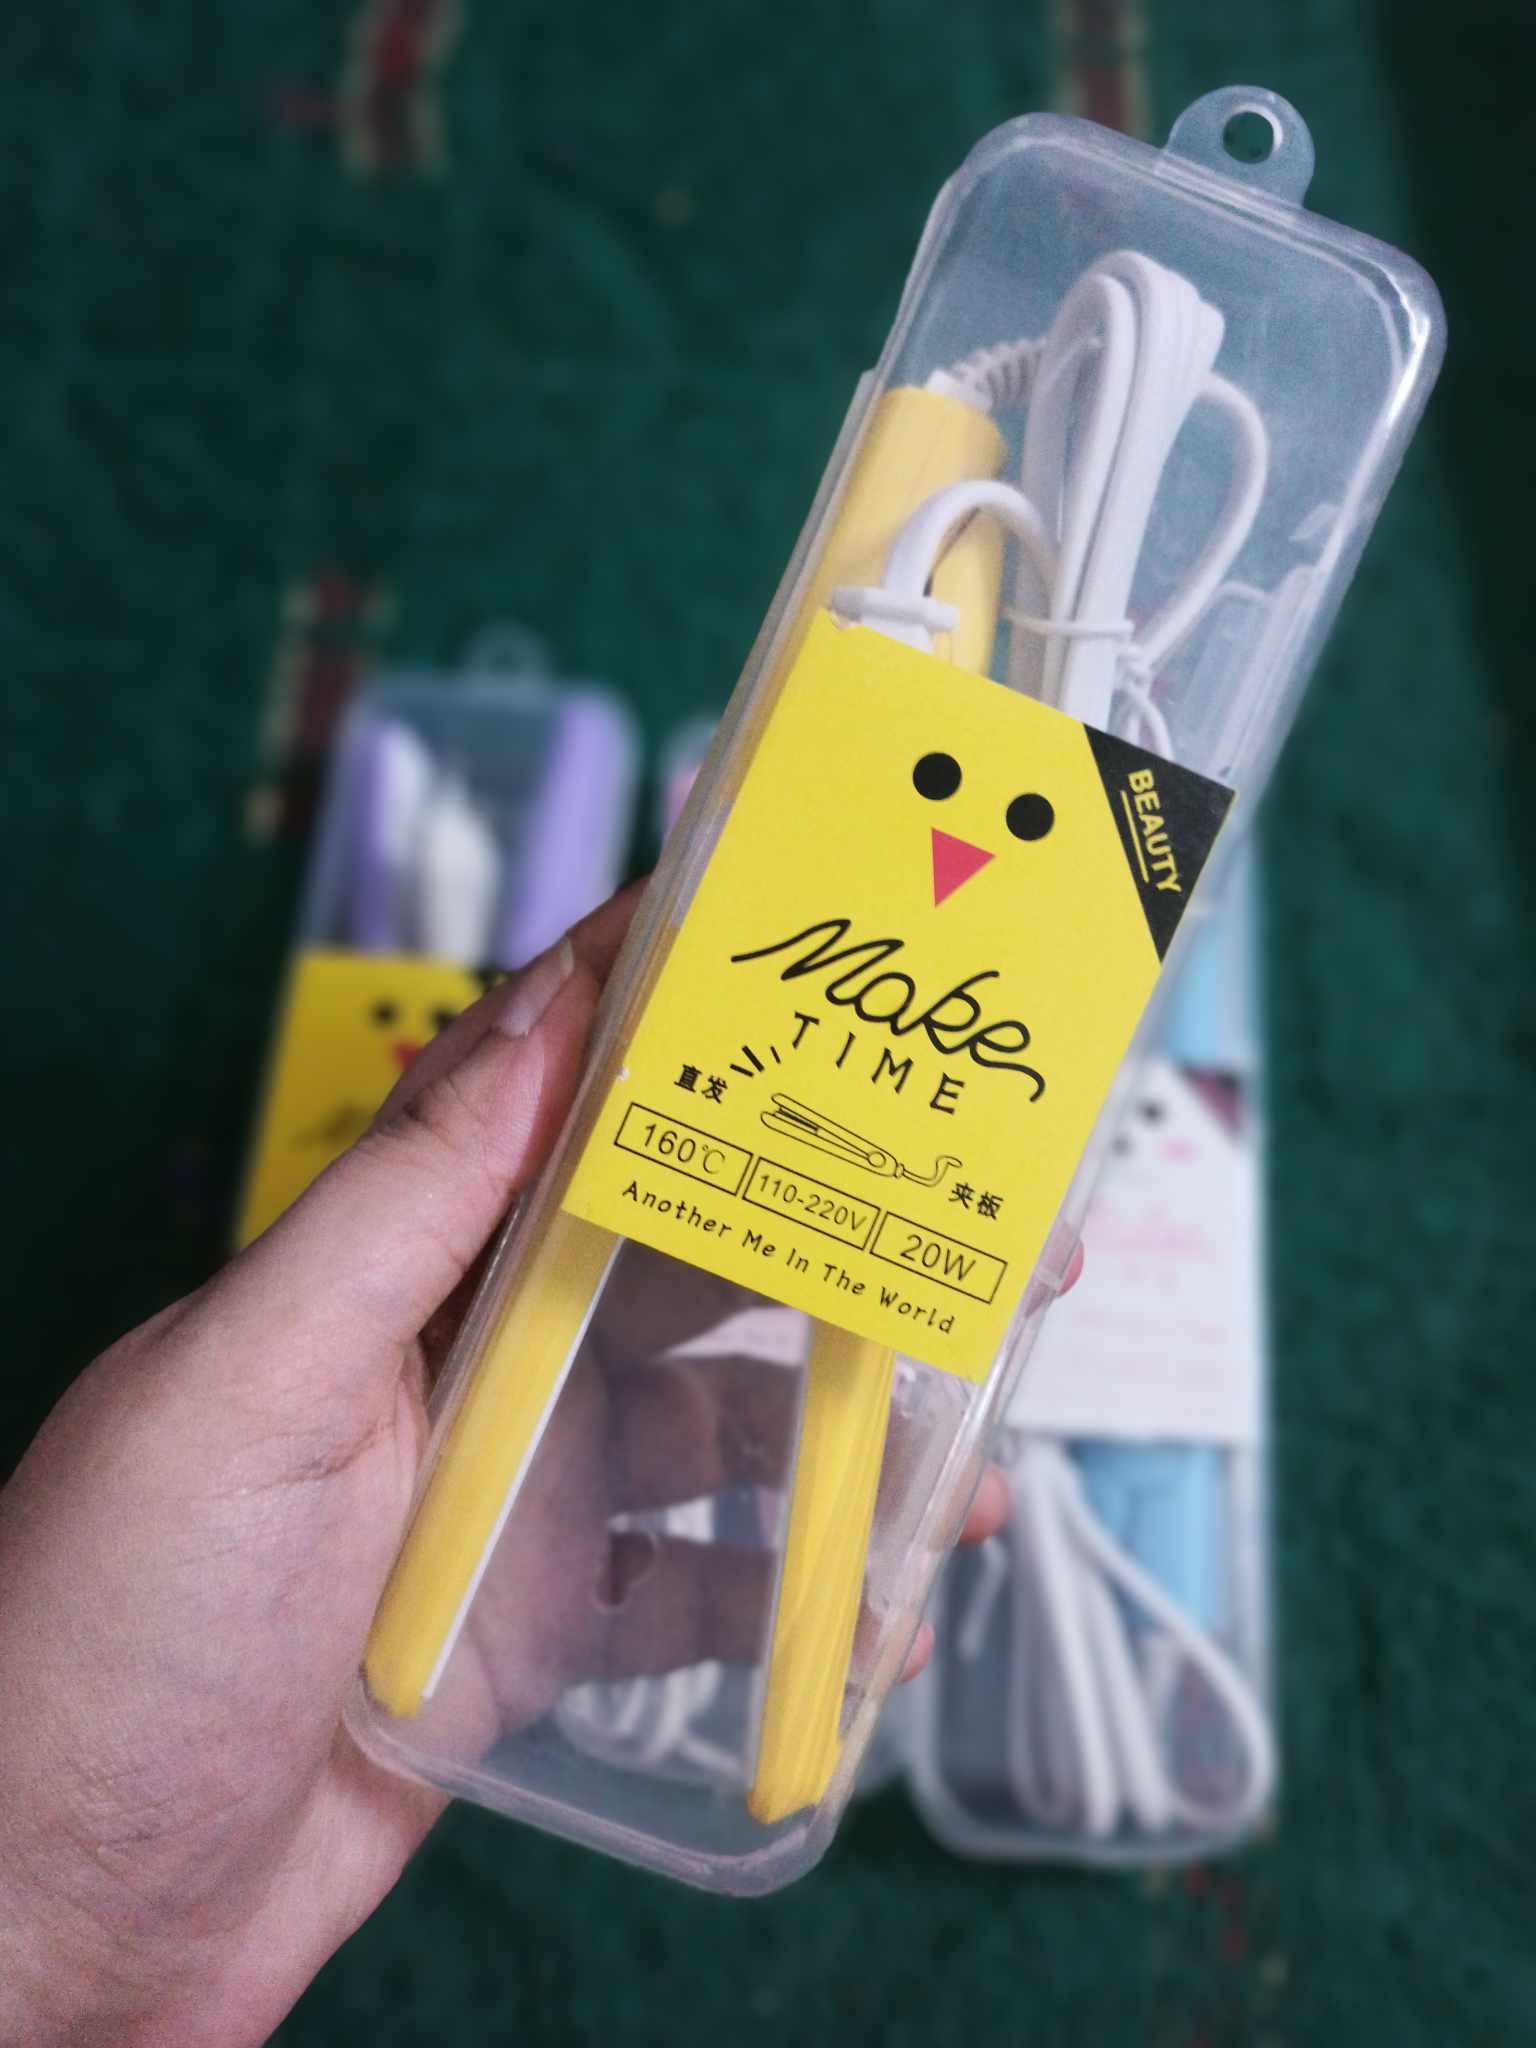 BEAUTY
Make
TIME
直发
夹板
160℃
110-220V
20W
Another Me In The World